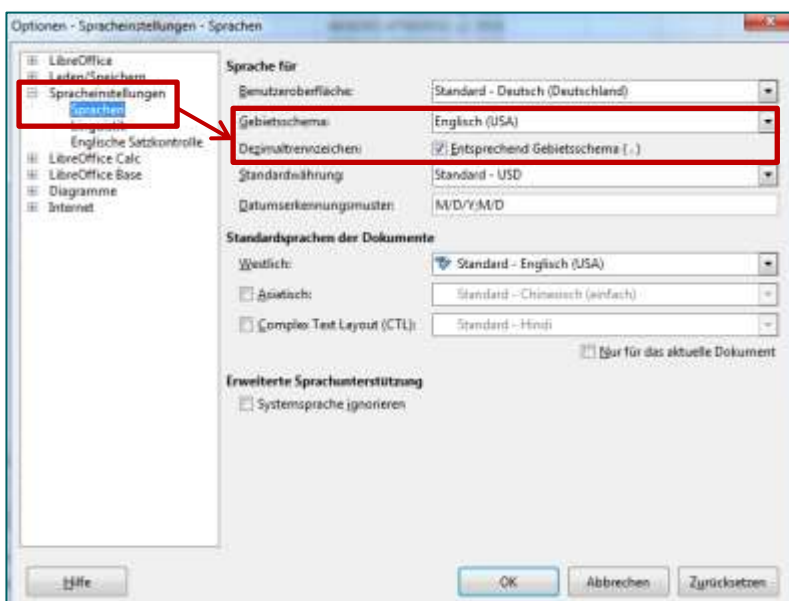 Optionen - Spracheinstellungen - Sprachen
LibreOffice
Laden/Speichern
Spracheinstellungen
Sprachen
Linguistik
Englische Satzkontrolle
LibreOffice Calc
LibreOffice Base
Diagramme
Internet
Sprache für
Benutzeroberfläche: Standard - Deutsch (Deutschland)
Gebietsschema: Englisch (USA)
Dezimaltrennzeichen: Entsprechend Gebietsschema ( . )
Standardwährung: Standard - USD
Datumserkennungsmuster: M/D/Y;M/D
Standardsprachen der Dokumente
Westlich: Standard - Englisch (USA)
Asiatisch: Standard - Chinesisch (einfach)
Complex Text Layout (CTL): Standard - Hindi
Nur für das aktuelle Dokument
Erweiterte Sprachunterstützung
Systemsprache ignorieren
Hilfe OK Abbrechen Zurücksetzen